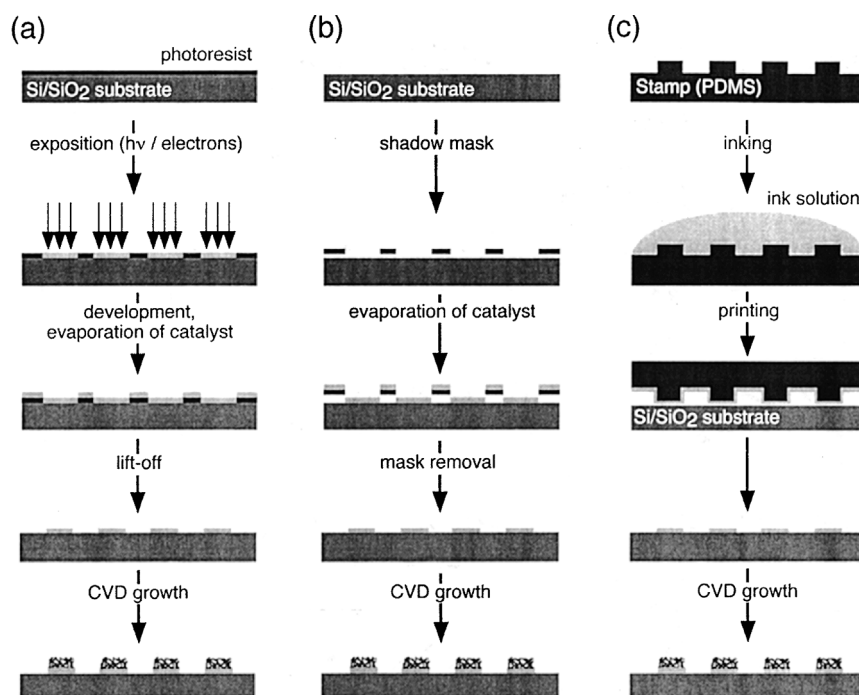 (a)
photoresist
Si/SiO2 substrate
exposition (hν / electrons)
development,
evaporation of catalyst
lift-off
CVD growth
(b)
Si/SiO2 substrate
shadow mask
evaporation of catalyst
mask removal
CVD growth
(c)
Stamp (PDMS)
inking
ink solution
printing
Si/SiO2 substrate
CVD growth